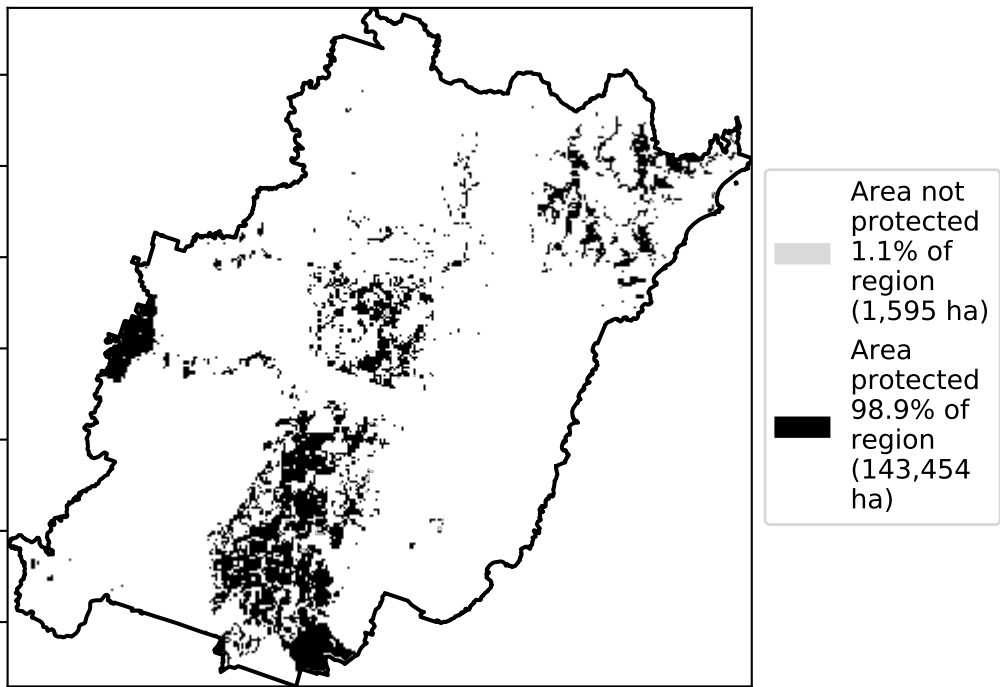 Area not
protected
1.1% of
region
(1,595 ha)
Area
protected
98.9% of
region
(143,454
ha)